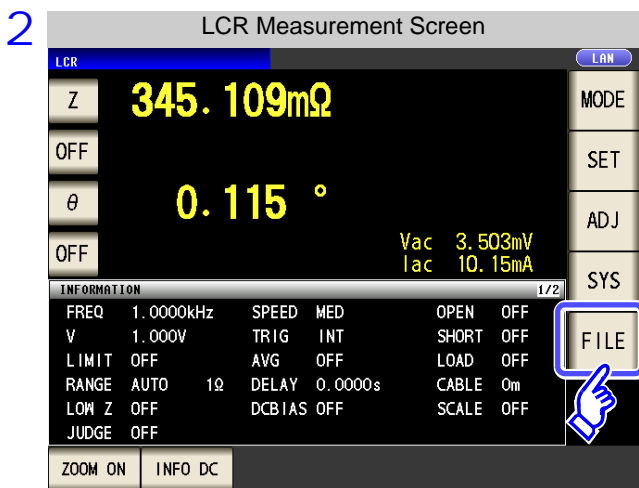 2
LCR Measurement Screen
LCR
LAN
Z 345.109mΩ
MODE
OFF
SET
θ 0.115 °
ADJ
OFF
Vac 3.503mV
Iac 10.15mA
SYS
INFORMATION 1/2
FREQ 1.0000kHz SPEED MED OPEN OFF
V 1.000V TRIG INT SHORT OFF
FILE
LIMIT OFF AVG OFF LOAD OFF
RANGE AUTO 1Ω DELAY 0.0000s CABLE 0m
LOW Z OFF DCBIAS OFF SCALE OFF
JUDGE OFF
ZOOM ON INFO DC